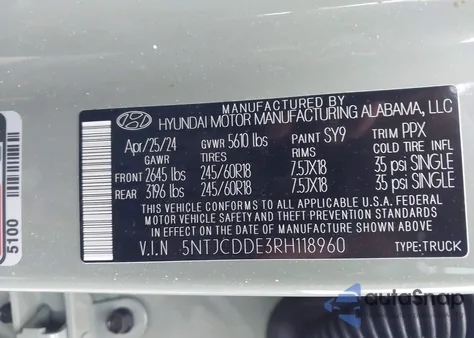 MANUFACTURED BY
HYUNDAI MOTOR MANUFACTURING ALABAMA, LLC
Apr/25/24 GVWR 5610 lbs PAINT SY9 TRIM PPX
GAWR TIRES RIMS COLD TIRE INFL
FRONT 2645 lbs 245/60R18 7.5JX18 35 psi SINGLE
REAR 3196 lbs 245/60R18 7.5JX18 35 psi SINGLE
THIS VEHICLE CONFORMS TO ALL APPLICABLE U.S.A. FEDERAL
MOTOR VEHICLE SAFETY AND THEFT PREVENTION STANDARDS
IN EFFECT ON THE DATE OF MANUFACTURE SHOWN ABOVE.
V.I.N 5NTJCDDE3RH118960 TYPE:TRUCK
5100
autoSnap